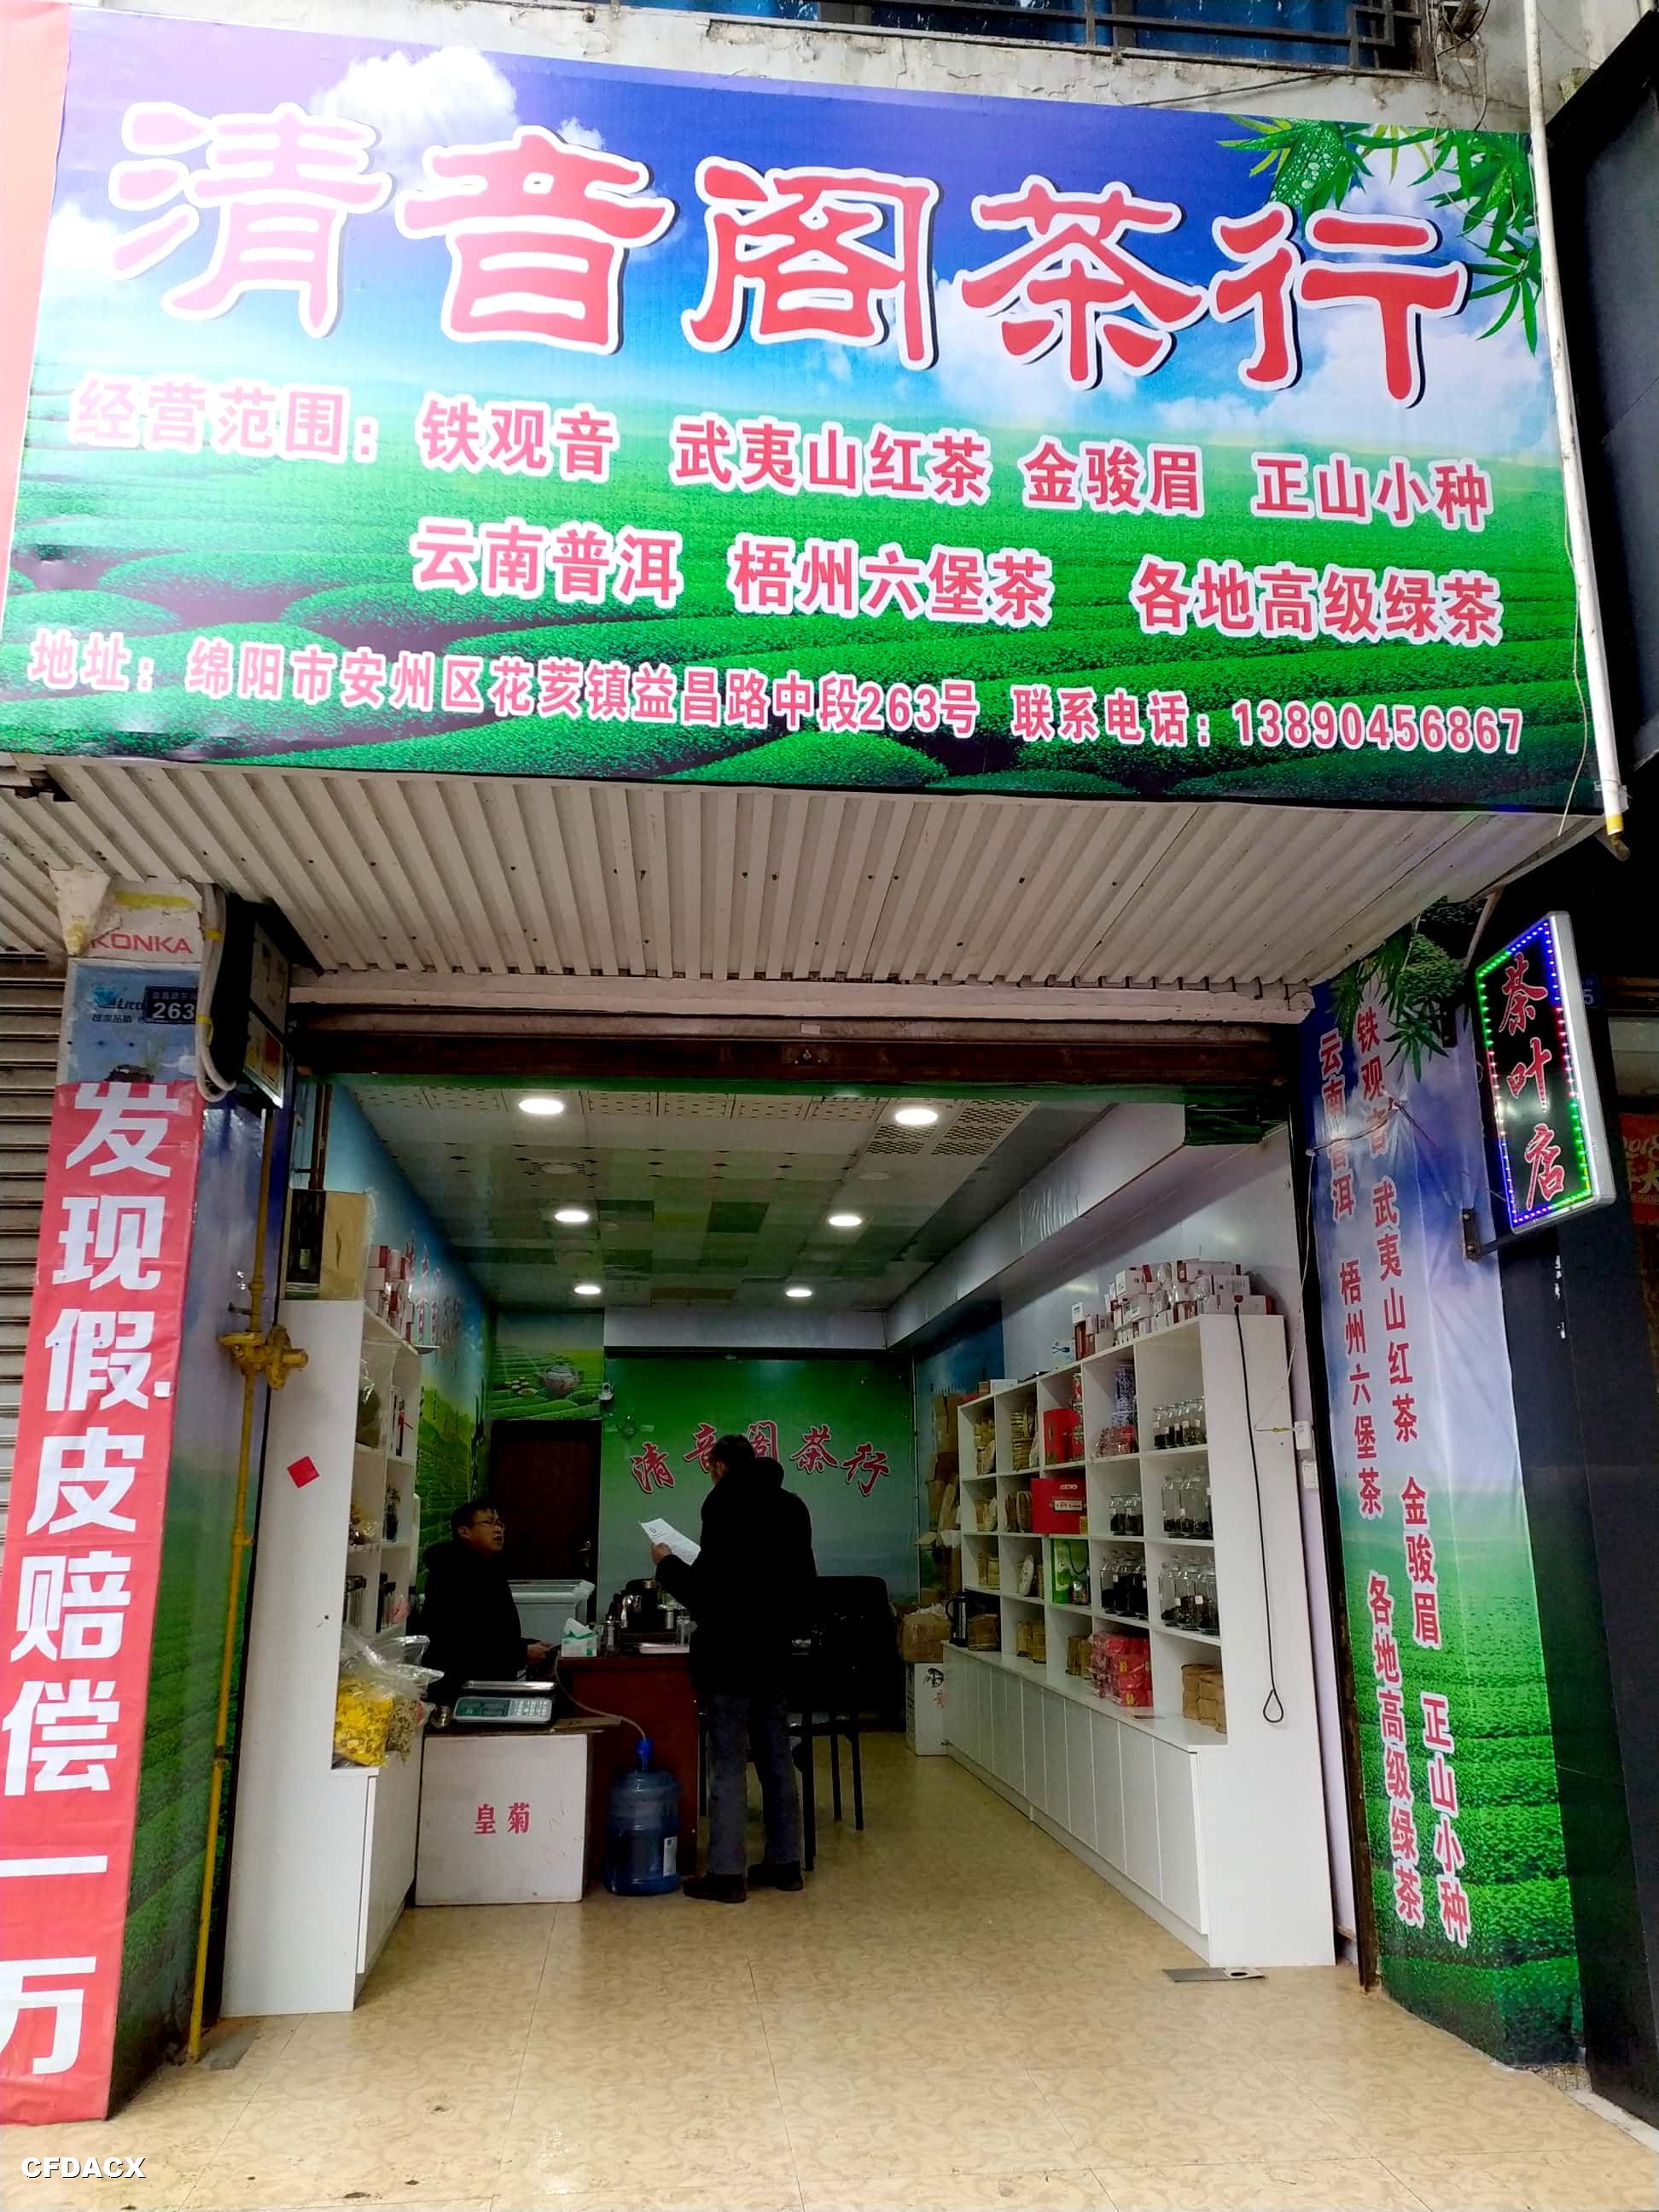 清音阁茶行
经营范围：铁观音 武夷山红茶 金骏眉 正山小种
云南普洱 梧州六堡茶 各地高级绿茶
地址：绵阳市安州区花荄镇益昌路中段263号 联系电话：13890456867
KONKA
263
发现假皮赔偿一万
茶叶店
铁观音 武夷山红茶 金骏眉 正山小种
云南普洱 梧州六堡茶 各地高级绿茶
清音阁茶行
皇菊
CFDACX